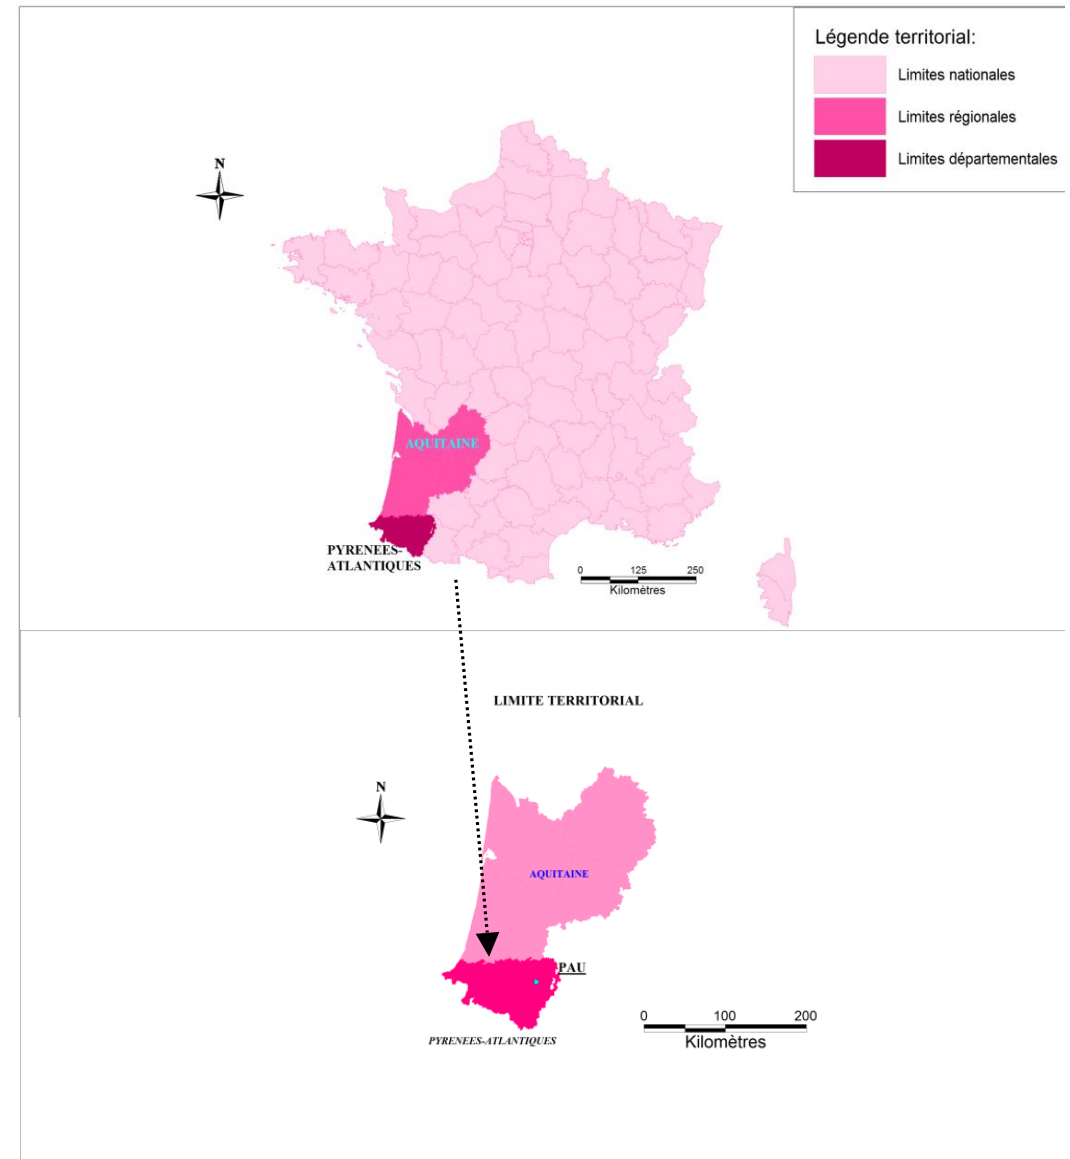 Légende territorial:
Limites nationales
Limites régionales
Limites départementales
N
AQUITAINE
PYRENEES-
ATLANTIQUES
0 125 250
Kilomètres
LIMITE TERRITORIAL
N
AQUITAINE
PAU
PYRENEES-ATLANTIQUES
0 100 200
Kilomètres